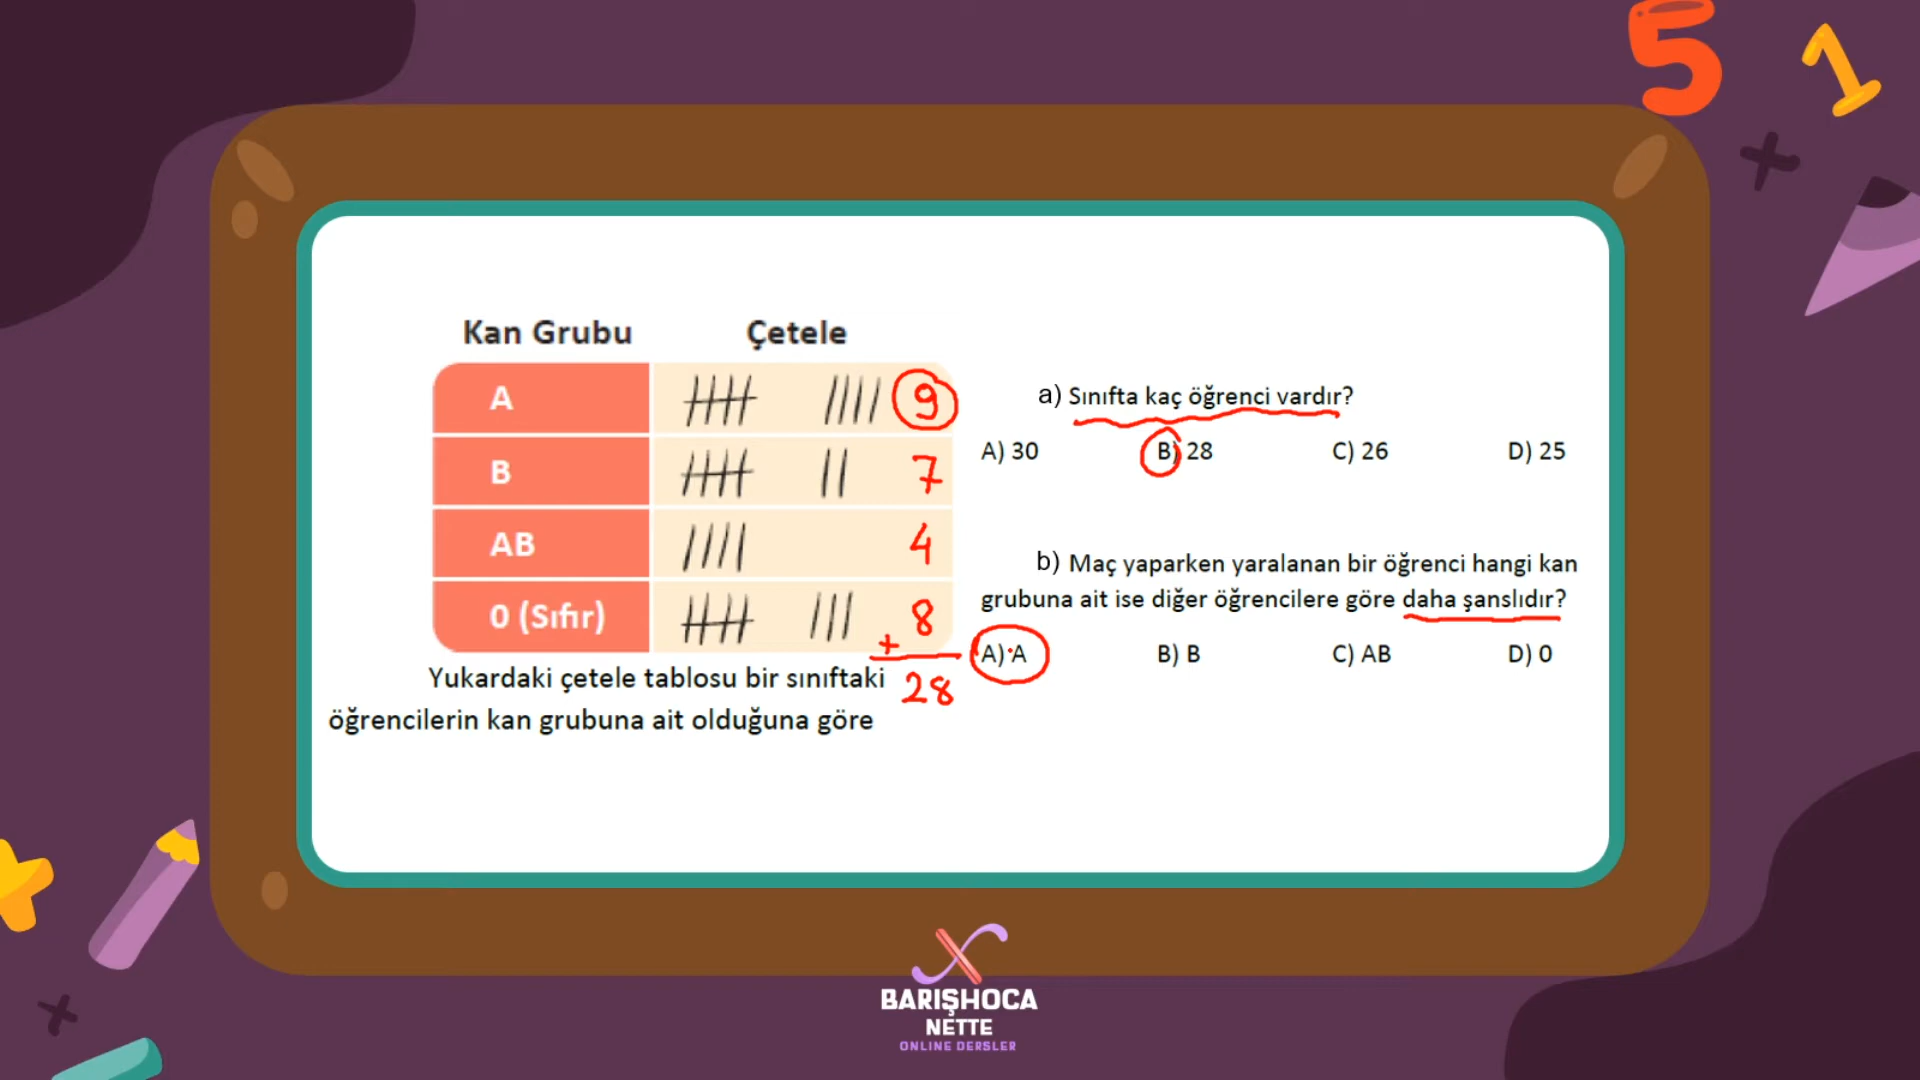 5 1
Kan Grubu Çetele
A 9
B 7
AB 4
0 (Sıfır) 8
+
28
Yukardaki çetele tablosu bir sınıftaki
öğrencilerin kan grubuna ait olduğuna göre
a) Sınıfta kaç öğrenci vardır?
A) 30 B) 28 C) 26 D) 25
b) Maç yaparken yaralanan bir öğrenci hangi kan
grubuna ait ise diğer öğrencilere göre daha şanslıdır?
A) A B) B C) AB D) 0
BARIŞHOCA
NETTE
ONLINE DERSLER